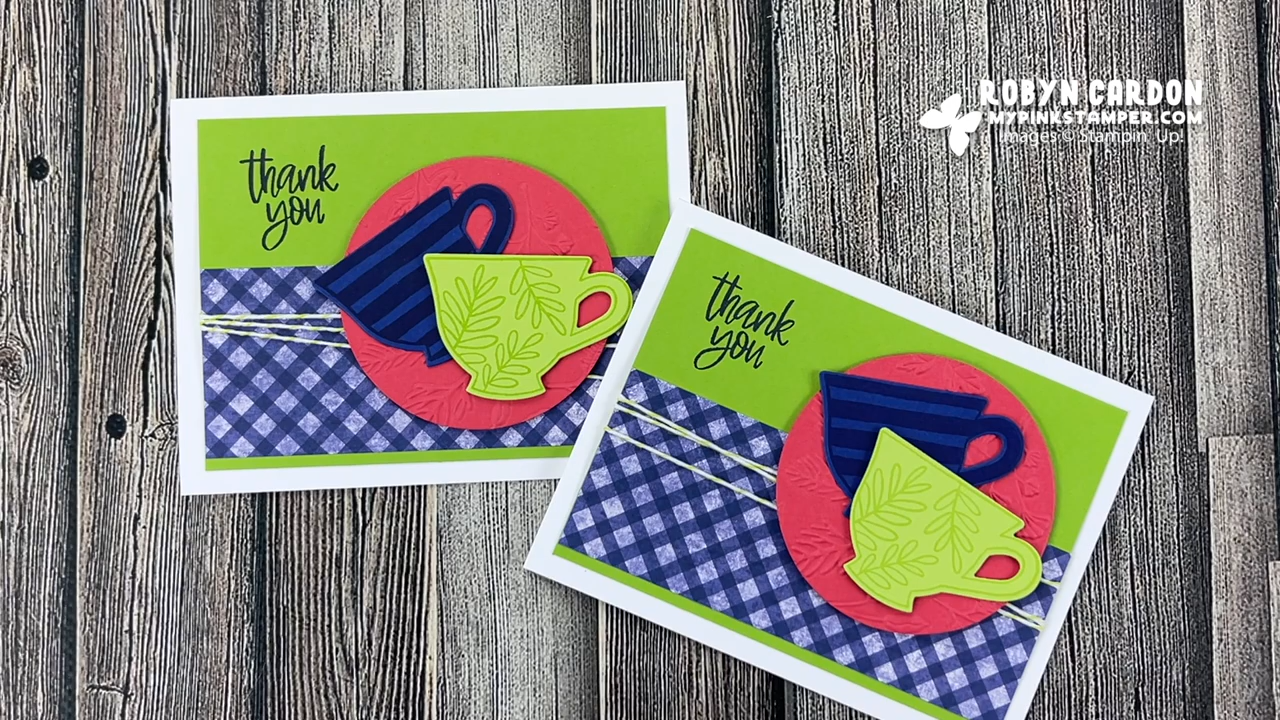 ROBYN CARDON
MYPINKSTAMPER.COM
Images © Stampin' Up!
thank
you
thank
you